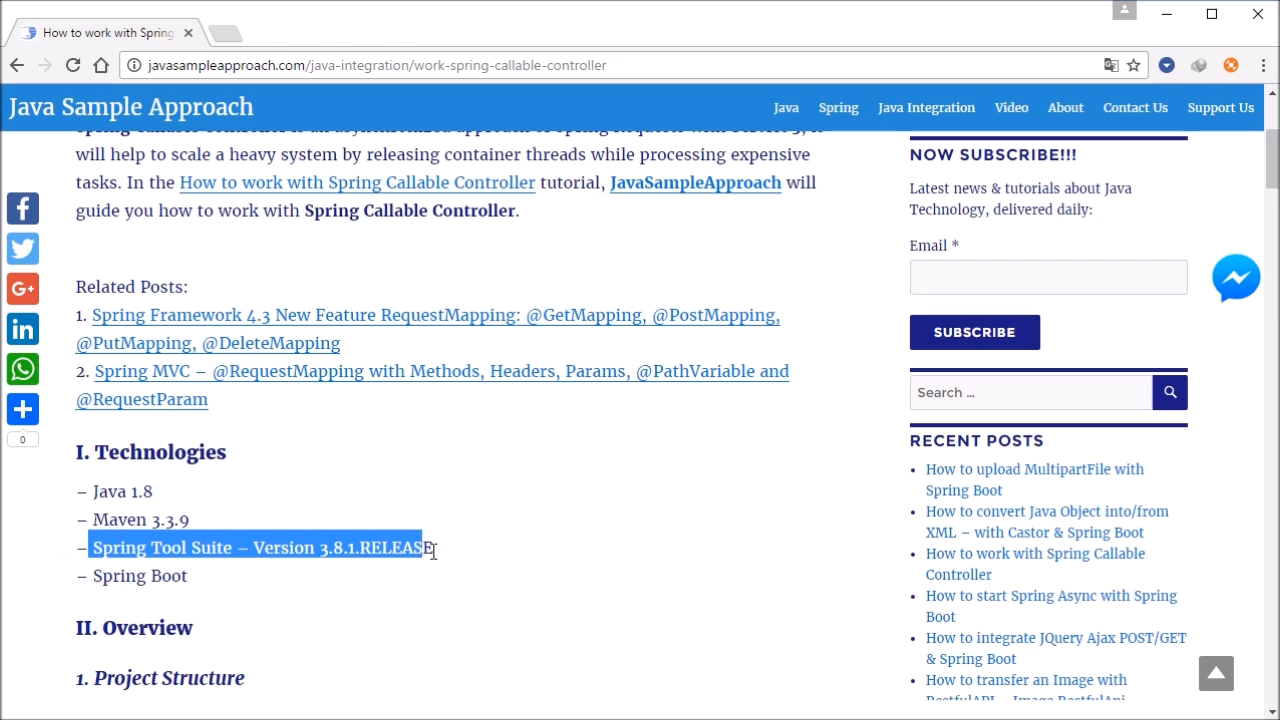 How to work with Spring
javasampleapproach.com/java-integration/work-spring-callable-controller
Java Sample Approach
Java Spring Java Integration Video About Contact Us Support Us
will help to scale a heavy system by releasing container threads while processing expensive
tasks. In the How to work with Spring Callable Controller tutorial, JavaSampleApproach will
guide you how to work with Spring Callable Controller.
Related Posts:
1. Spring Framework 4.3 New Feature RequestMapping: @GetMapping, @PostMapping,
@PutMapping, @DeleteMapping
2. Spring MVC – @RequestMapping with Methods, Headers, Params, @PathVariable and
@RequestParam
I. Technologies
– Java 1.8
– Maven 3.3.9
– Spring Tool Suite – Version 3.8.1.RELEASE
– Spring Boot
II. Overview
1. Project Structure
0
NOW SUBSCRIBE!!!
Latest news & tutorials about Java
Technology, delivered daily:
Email *
SUBSCRIBE
Search ...
RECENT POSTS
How to upload MultipartFile with
Spring Boot
How to convert Java Object into/from
XML – with Castor & Spring Boot
How to work with Spring Callable
Controller
How to start Spring Async with Spring
Boot
How to integrate JQuery Ajax POST/GET
& Spring Boot
How to transfer an Image with